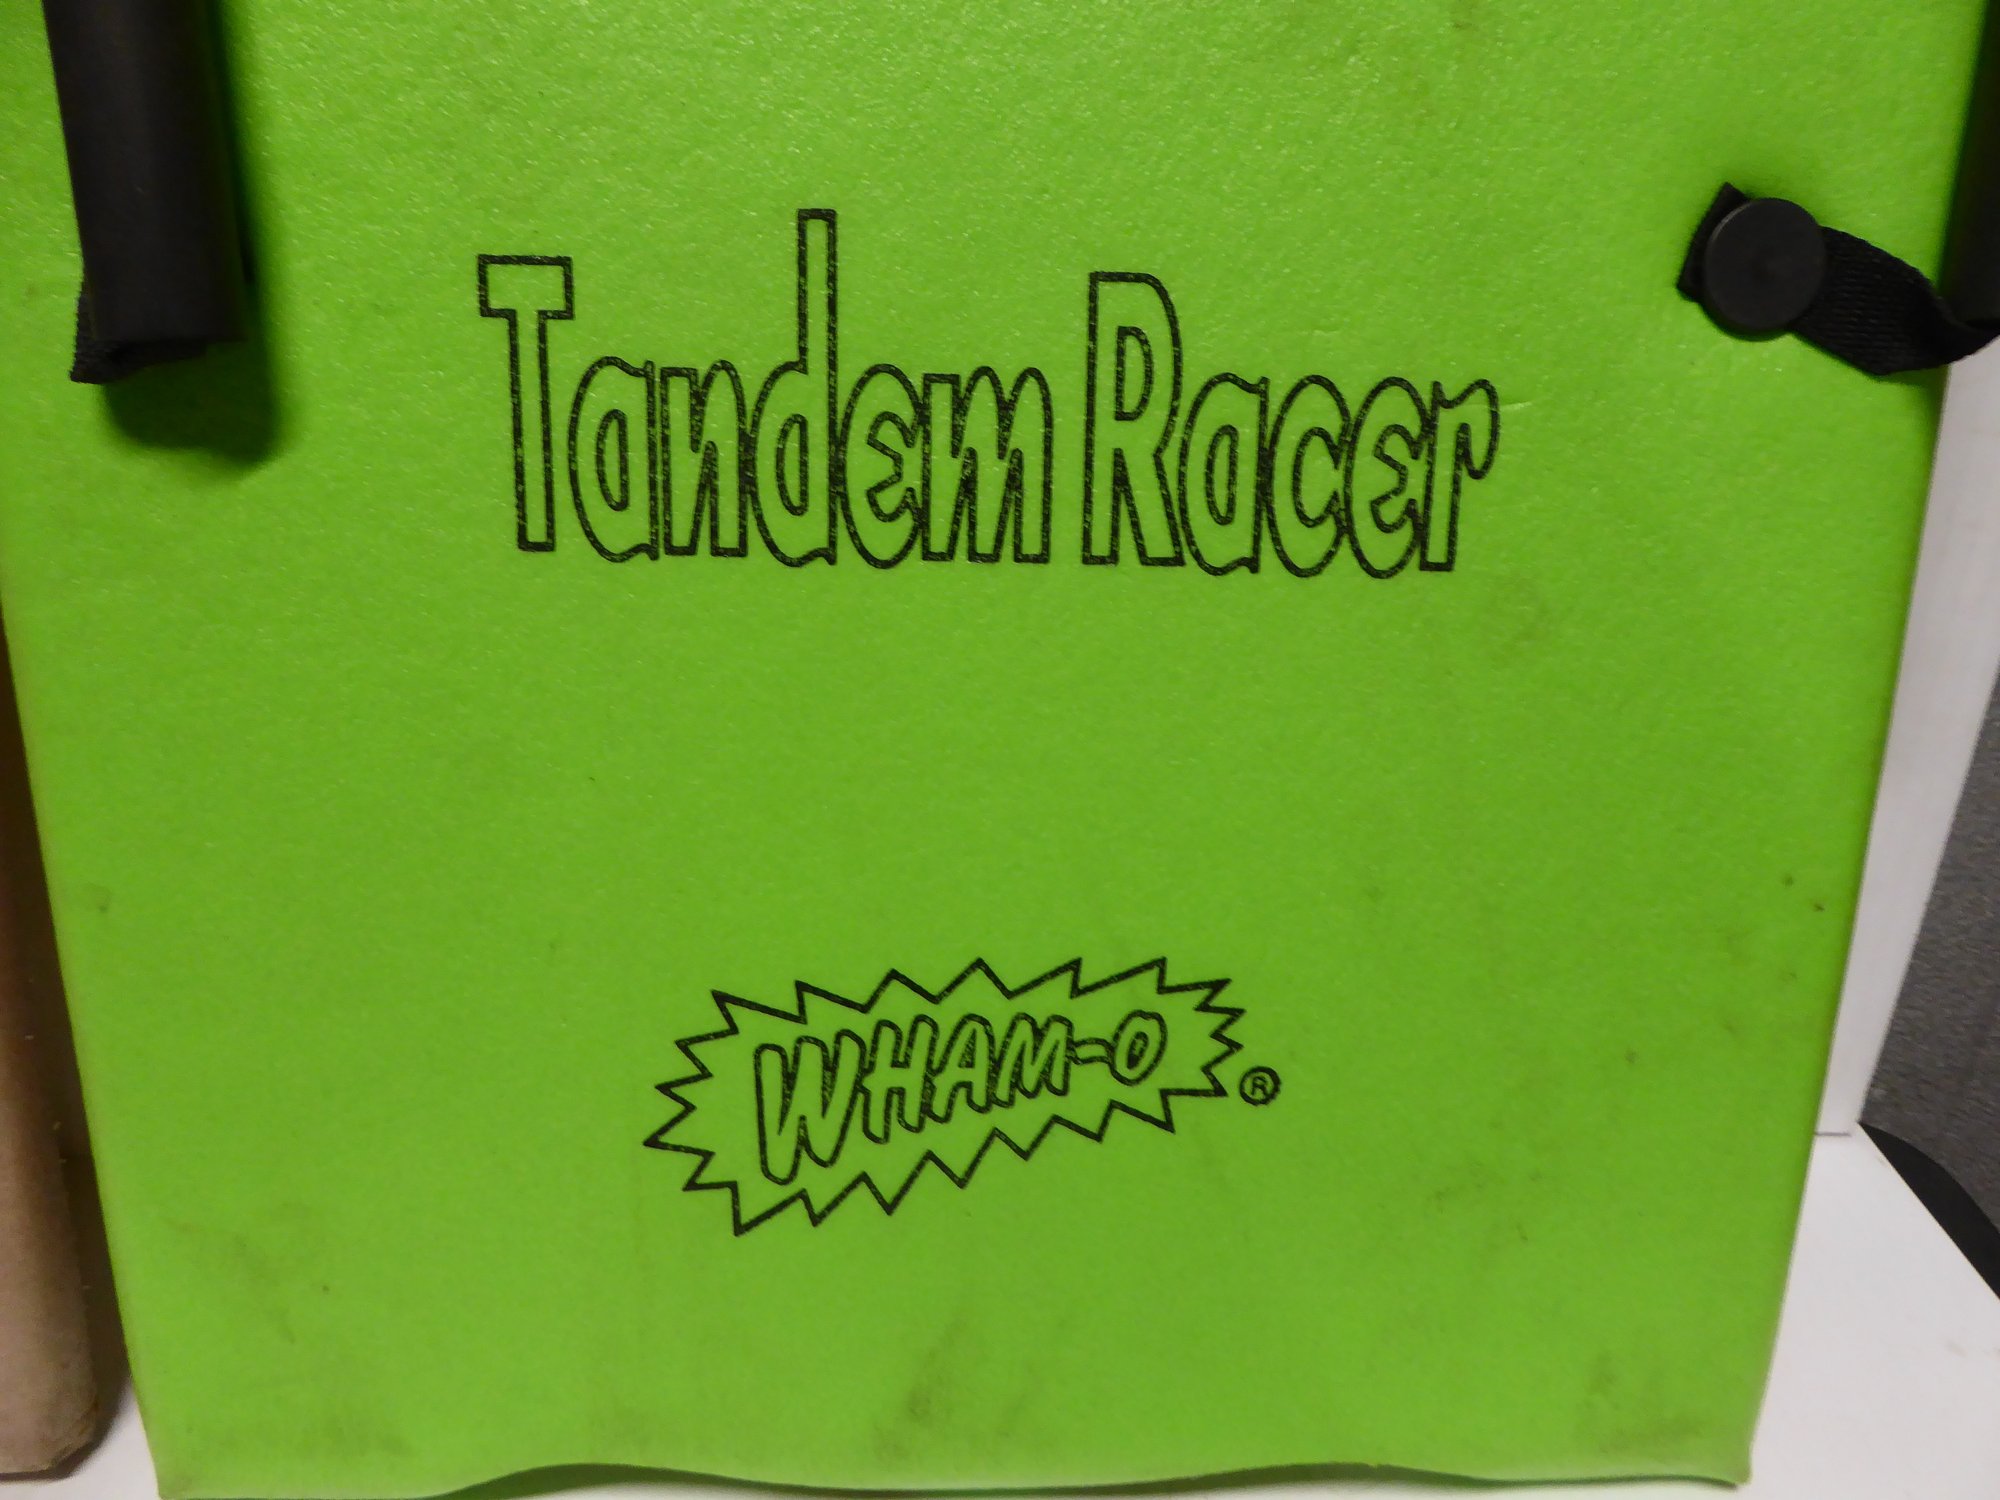 Tandem Racer
WHAM-O ®